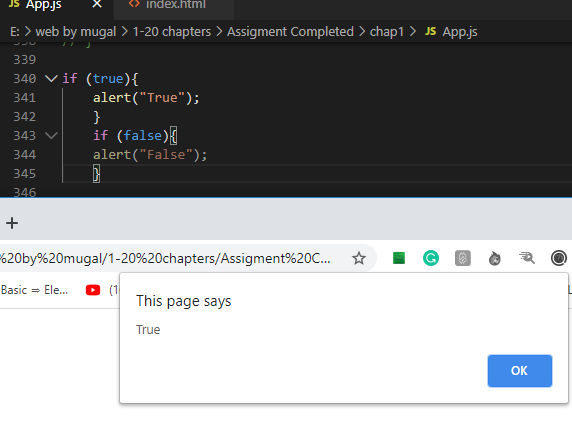 JS App.js × <> index.html
E: > web by mugal > 1-20 chapters > Assigment Completed > chap1 > JS App.js
338 // }
339
340 if (true){
341 alert("True");
342 }
343 if (false){
344 alert("False");
345 }
346
+
%20by%20mugal/1-20%20chapters/Assigment%20C...
Basic ⇒ Ele...
This page says
True
OK